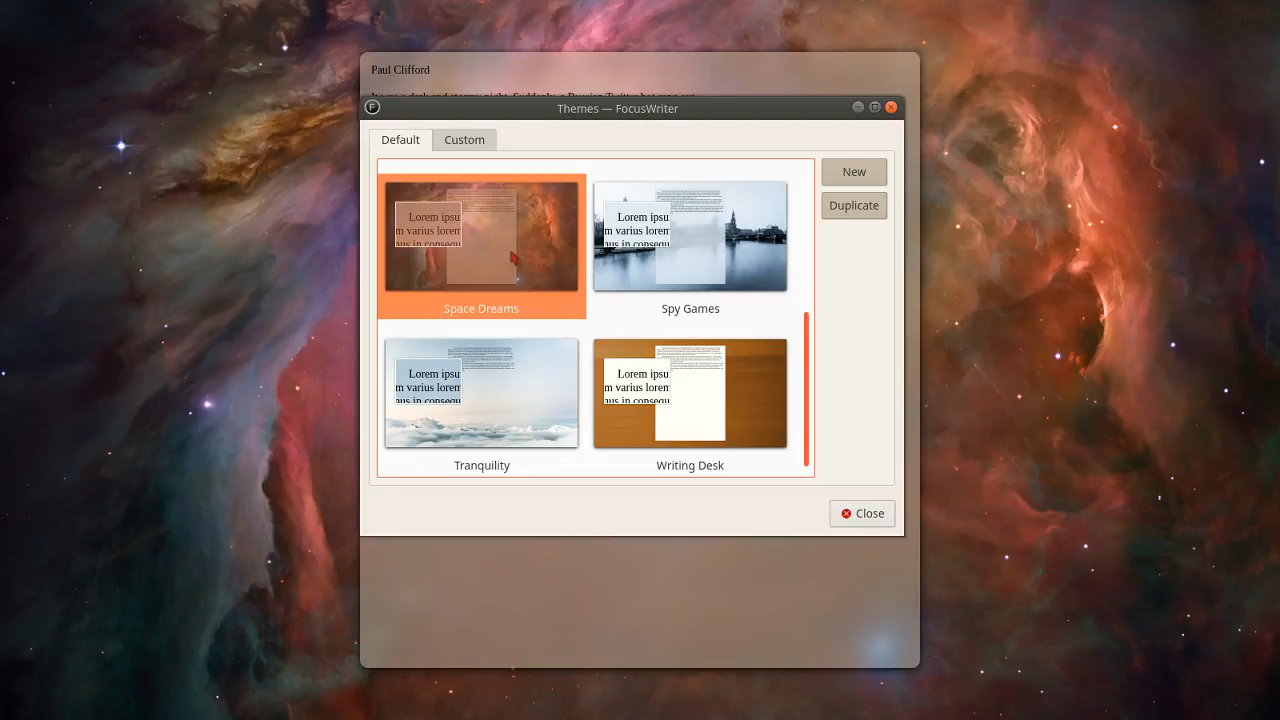 Paul Clifford
Themes — FocusWriter
Default
Custom
New
Duplicate
Lorem ipsu
m varius lorem
Lorem ipsu
m varius lorem
Space Dreams
Spy Games
Lorem ipsu
m varius lorem
Lorem ipsu
m varius lorem
Tranquility
Writing Desk
Close